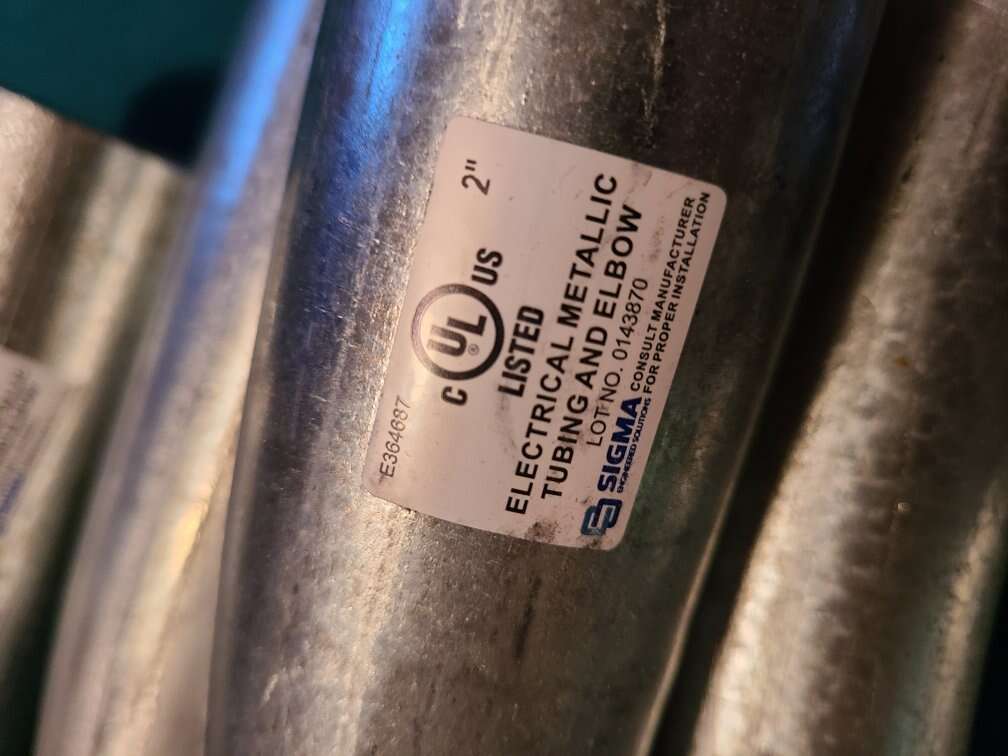 E364687
2"
C UL US
®
LISTED
ELECTRICAL METALLIC
TUBING AND ELBOW
LOT NO. 0143870
SIGMA
ENGINEERED SOLUTIONS
CONSULT MANUFACTURER
FOR PROPER INSTALLATION